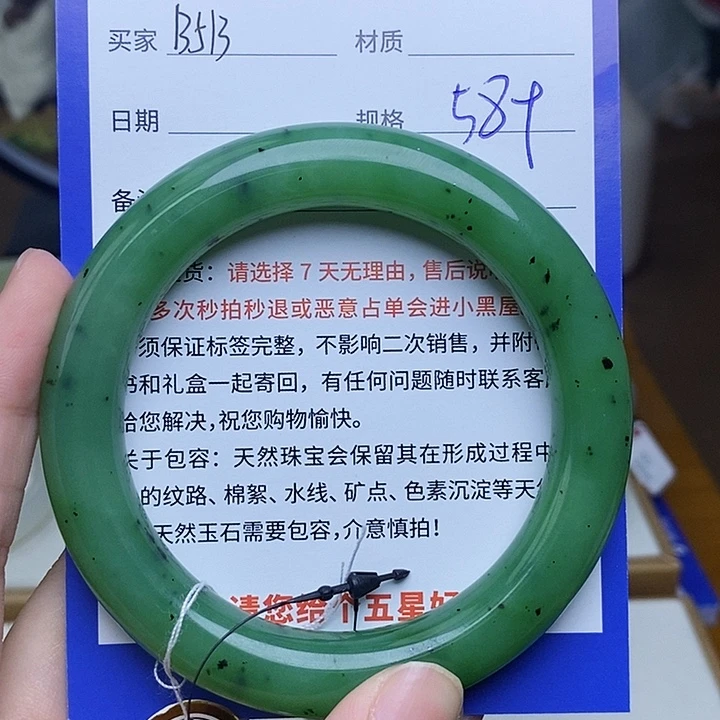 买家 B513 材质
日期 规格 584
备
货：请选择 7 天无理由，售后说
多次秒拍秒退或恶意占单会进小黑屋
须保证标签完整，不影响二次销售，并附
书和礼盒一起寄回，有任何问题随时联系客
给您解决，祝您购物愉快。
关于包容：天然珠宝会保留其在形成过程中
的纹路、棉絮、水线、矿点、色素沉淀等天
天然玉石需要包容，介意慎拍！
请您给个五星好